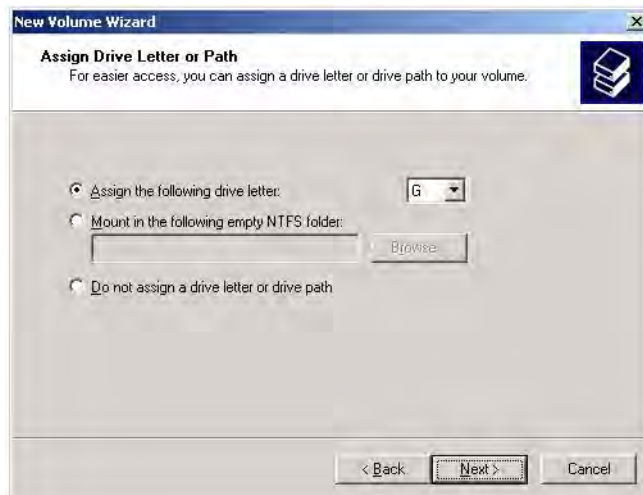 New Volume Wizard
Assign Drive Letter or Path
For easier access, you can assign a drive letter or drive path to your volume.
Assign the following drive letter:
G
Mount in the following empty NTFS folder:
Browse...
Do not assign a drive letter or drive path
< Back
Next >
Cancel